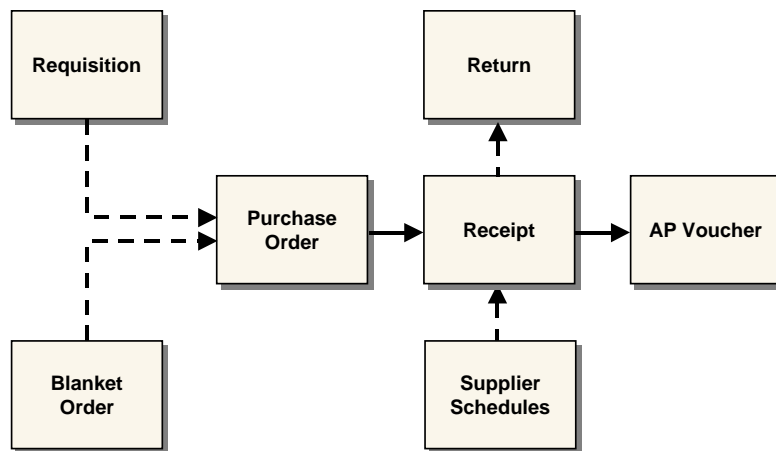 Requisition
Return
Purchase
Order
Receipt
AP Voucher
Blanket
Order
Supplier
Schedules